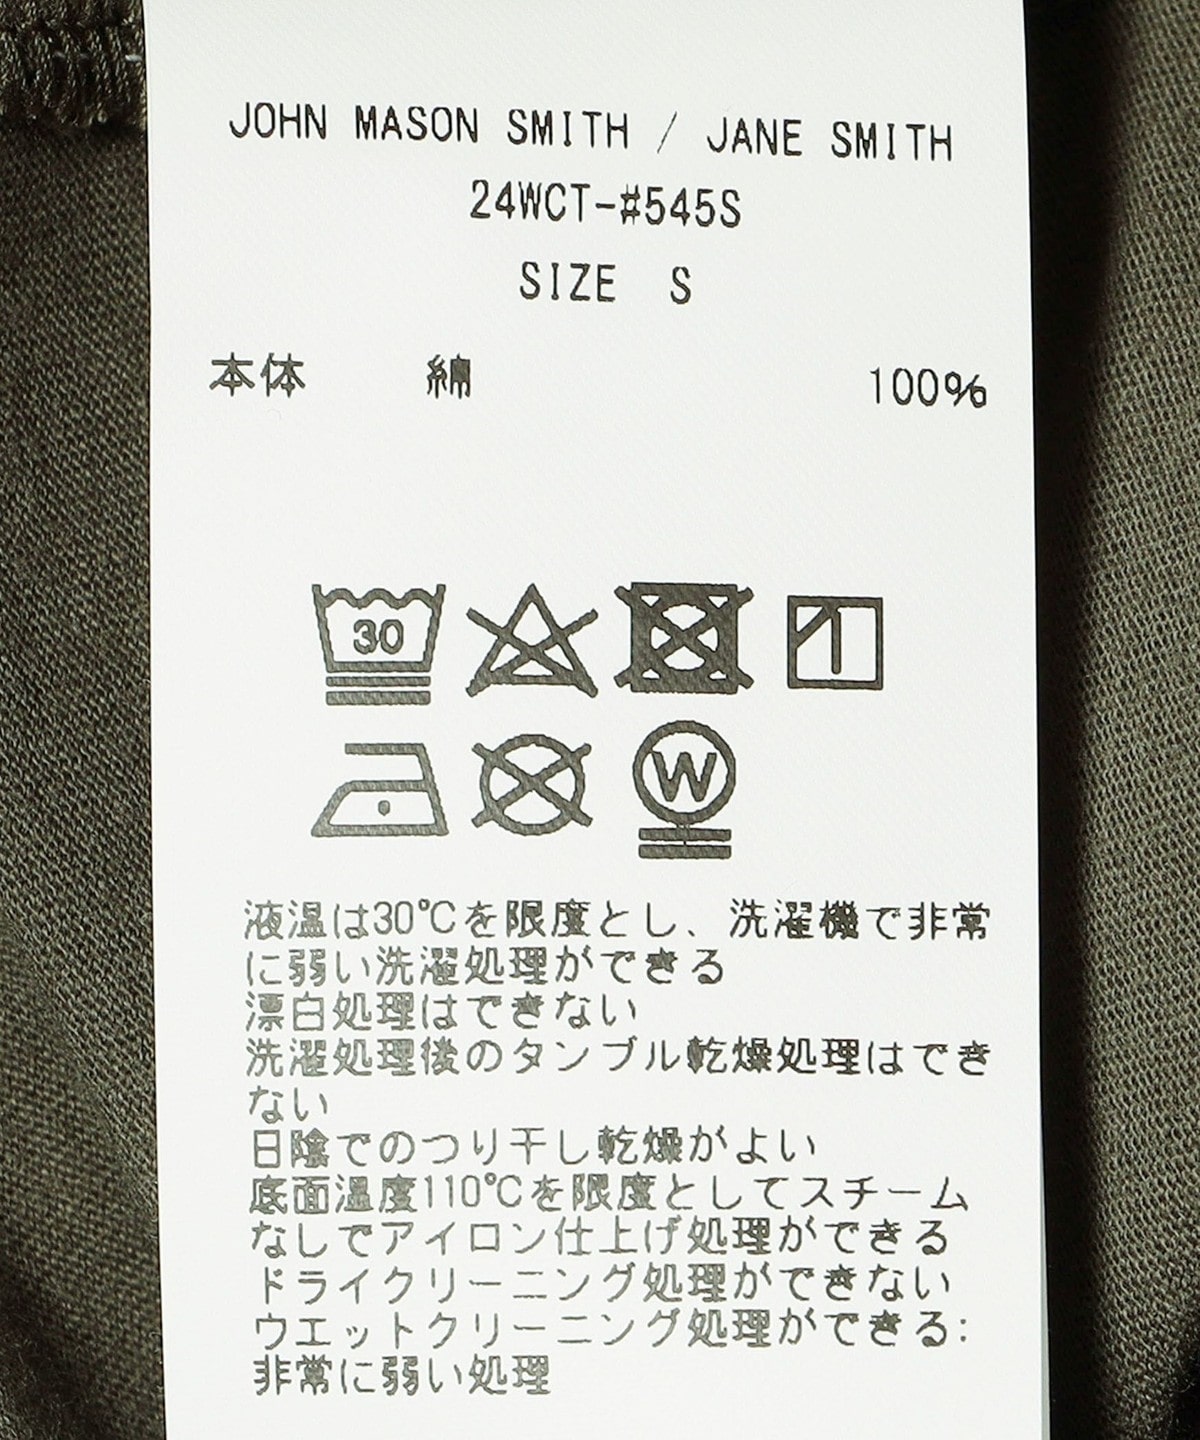 JOHN MASON SMITH / JANE SMITH
24WCT-#545S
SIZE S
本体 綿 100%
30
W
液温は30℃を限度とし、洗濯機で非常
に弱い洗濯処理ができる
漂白処理はできない
洗濯処理後のタンブル乾燥処理はでき
ない
日陰でのつり干し乾燥がよい
底面温度110℃を限度としてスチーム
なしでアイロン仕上げ処理ができる
ドライクリーニング処理ができない
ウエットクリーニング処理ができる:
非常に弱い処理